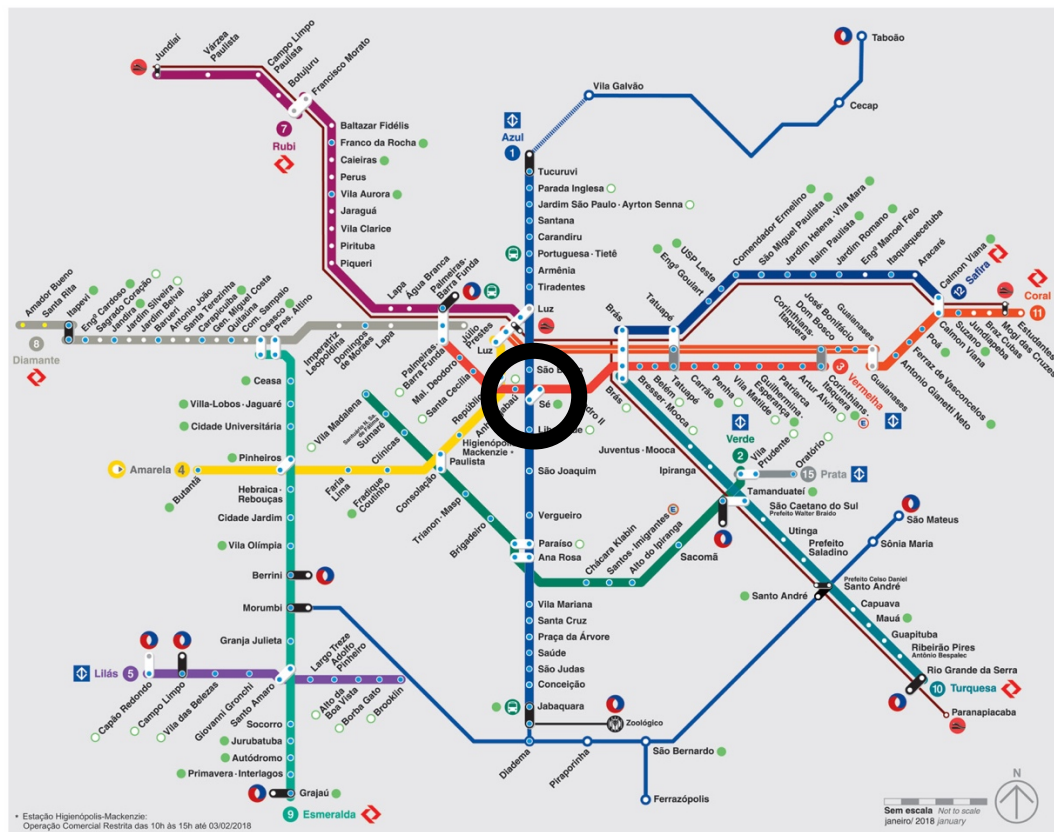 Jundiaí
Várzea
Paulista
Campo Limpo
Paulista
Botujuru
Francisco Morato
7
Rubi
Baltazar Fidélis
Franco da Rocha
Caieiras
Perus
Vila Aurora
Jaraguá
Vila Clarice
Pirituba
Piqueri
Lapa
Água Branca
Palmeiras-
Barra Funda
Taboão
Cecap
Vila Galvão
Azul
1
Tucuruvi
Parada Inglesa
Jardim São Paulo · Ayrton Senna
Santana
Carandiru
Portuguesa · Tietê
Armênia
Tiradentes
Luz
Amador Bueno
Santa Rita
Itapevi
Engº Cardoso
Sagrado Coração
Jandira
Jardim Silveira
Jardim Belval
Barueri
Antonio João
Santa Terezinha
Carapicuíba
Gen. Miguel Costa
Quitaúna
Com. Sampaio
Osasco
Pres. Altino
Imperatriz
Leopoldina
Domingos
de Moraes
Lapa
Júlio
Prestes
Luz
8
Diamante
Palmeiras-
Barra Funda
Mal. Deodoro
Santa Cecília
República
Sé
Brás
Tatuapé
Engº Goulart
USP Leste
Comendador Ermelino
São Miguel Paulista
Jardim Helena · Vila Mara
Itaim Paulista
Jardim Romano
Engº Manoel Feio
Itaquaquecetuba
Aracaré
Calmon Viana
12
Safira
Coral
11
Corinthians
Itaquera
Dom Bosco
José Bonifácio
Guaianases
Calmon Viana
Suzano
Jundiapeba
Braz Cubas
Mogi das Cruzes
Estudantes
Poá
Ferraz de Vasconcelos
Antonio Gianetti Neto
Guaianases
Brás
Bresser · Mooca
Belém
Tatuapé
Carrão
Penha
Vila Matilde
Guilhermina ·
Esperança
Patriarca
Artur Alvim
Corinthians ·
Itaquera
E
3
Vermelha
Ceasa
Villa-Lobos · Jaguaré
Cidade Universitária
Pinheiros
Hebraica ·
Rebouças
Cidade Jardim
Vila Olímpia
Berrini
Morumbi
Granja Julieta
Santo Amaro
Socorro
Jurubatuba
Autódromo
Primavera · Interlagos
Grajaú
9
Esmeralda
Amarela
4
Butantã
Faria
Lima
Fradique
Coutinho
Clínicas
Sumaré
Vila Madalena
Paulista
Consolação
Higienópolis
Mackenzie ·
Trianon · Masp
Brigadeiro
São Joaquim
Vergueiro
Paraíso
Ana Rosa
Chácara Klabin
Santos · Imigrantes
E
Alto do Ipiranga
Sacomã
Tamanduateí
Vila
Prudente
Oratório
Verde
2
15
Prata
Juventus · Mooca
Ipiranga
São Caetano do Sul
Prefeito Walter Braido
Utinga
Prefeito
Saladino
Prefeito Celso Daniel
Santo André
Santo André
Capuava
Mauá
Guapituba
Ribeirão Pires
Antônio Bespalec
Rio Grande da Serra
10
Turquesa
Paranapiacaba
São Mateus
Sônia Maria
Vila Mariana
Santa Cruz
Praça da Árvore
Saúde
São Judas
Conceição
Jabaquara
Zoológico
Diadema
Piraporinha
São Bernardo
Ferrazópolis
Lilás
5
Capão Redondo
Campo Limpo
Vila das Belezas
Giovanni Gronchi
Largo Treze
Adolfo
Pinheiro
Alto da
Boa Vista
Borba Gato
Brooklin
* Estação Higienópolis-Mackenzie:
Operação Comercial Restrita das 10h às 15h até 03/02/2018
Sem escala Not to scale
janeiro/ 2018 january
N